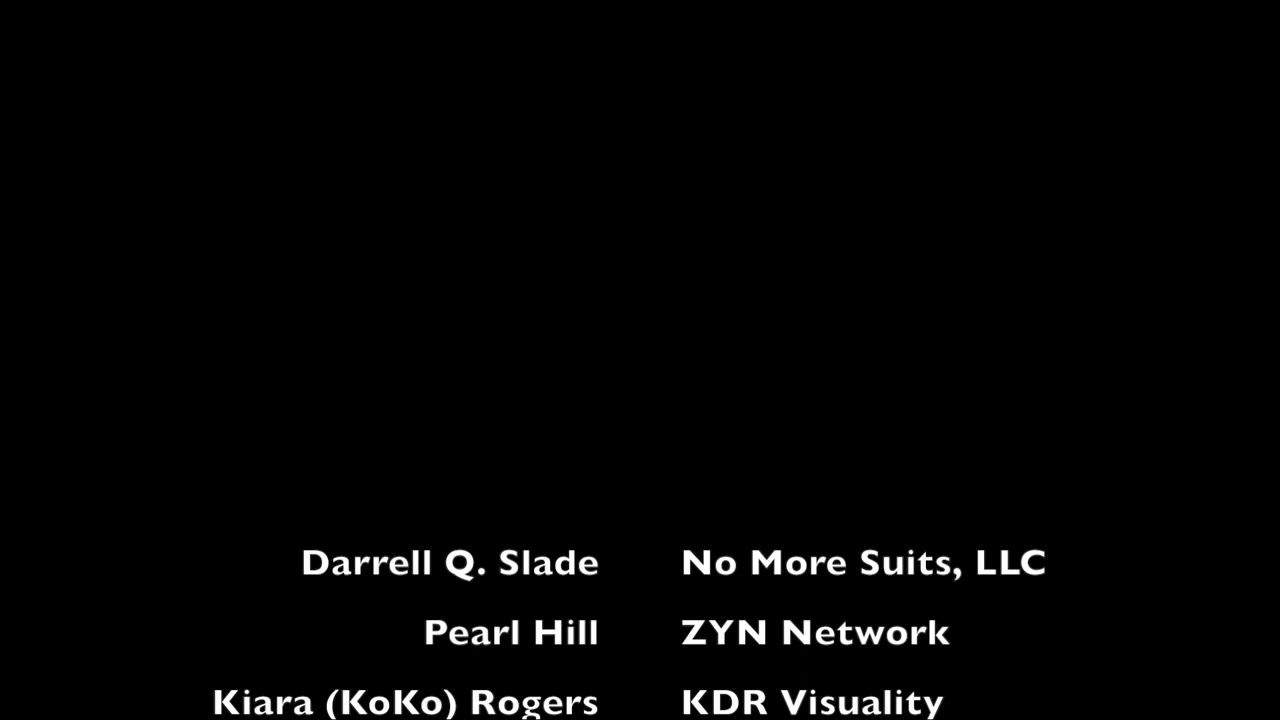 Darrell Q. Slade No More Suits, LLC
Pearl Hill ZYN Network
Kiara (KoKo) Rogers KDR Visuality